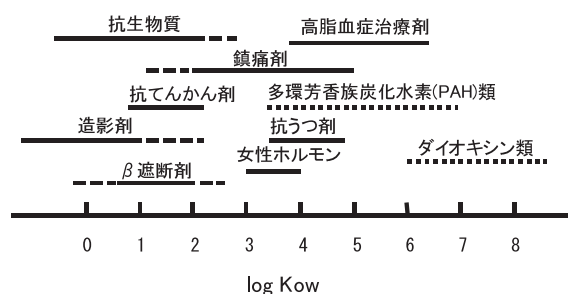 抗生物質
高脂血症治療剤
鎮痛剤
抗てんかん剤
多環芳香族炭化水素(PAH)類
造影剤
抗うつ剤
ダイオキシン類
女性ホルモン
β遮断剤
0 1 2 3 4 5 6 7 8
log Kow